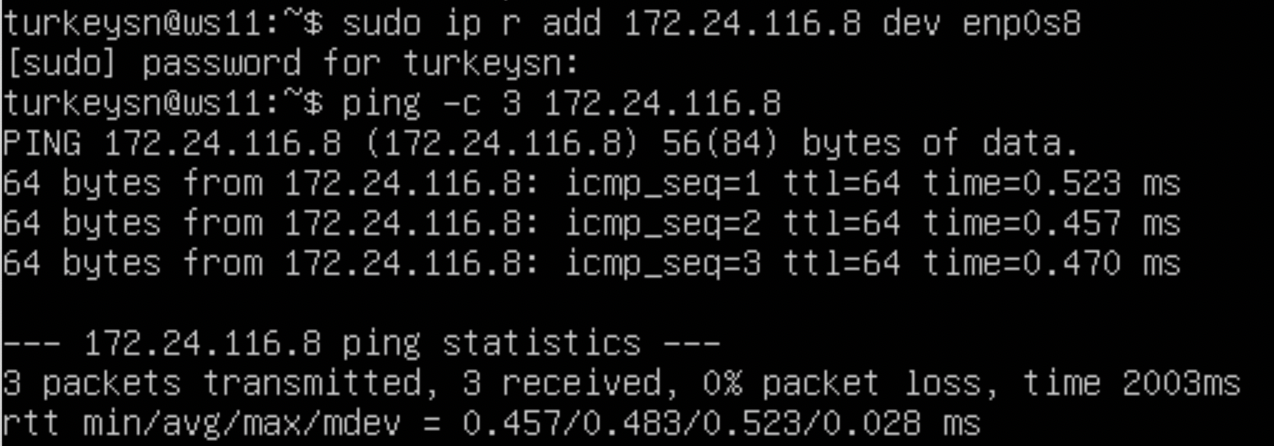 turkeysn@ws11:~$ sudo ip r add 172.24.116.8 dev enp0s8
[sudo] password for turkeysn:
turkeysn@ws11:~$ ping -c 3 172.24.116.8
PING 172.24.116.8 (172.24.116.8) 56(84) bytes of data.
64 bytes from 172.24.116.8: icmp_seq=1 ttl=64 time=0.523 ms
64 bytes from 172.24.116.8: icmp_seq=2 ttl=64 time=0.457 ms
64 bytes from 172.24.116.8: icmp_seq=3 ttl=64 time=0.470 ms
--- 172.24.116.8 ping statistics ---
3 packets transmitted, 3 received, 0% packet loss, time 2003ms
rtt min/avg/max/mdev = 0.457/0.483/0.523/0.028 ms